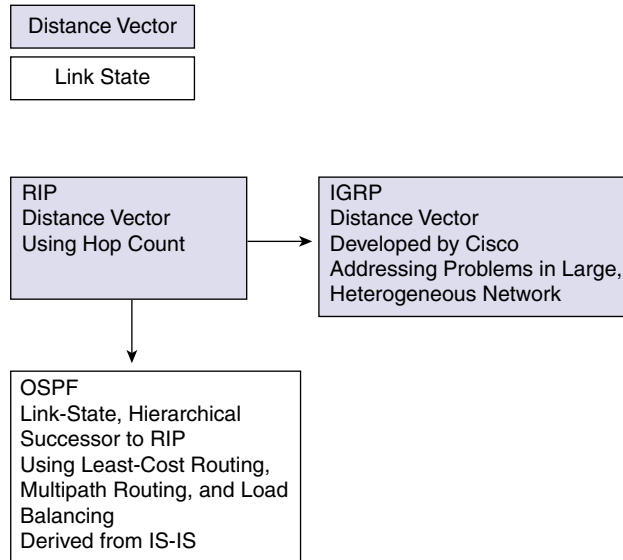 Distance Vector
Link State
RIP
Distance Vector
Using Hop Count
IGRP
Distance Vector
Developed by Cisco
Addressing Problems in Large,
Heterogeneous Network
OSPF
Link-State, Hierarchical
Successor to RIP
Using Least-Cost Routing,
Multipath Routing, and Load
Balancing
Derived from IS-IS